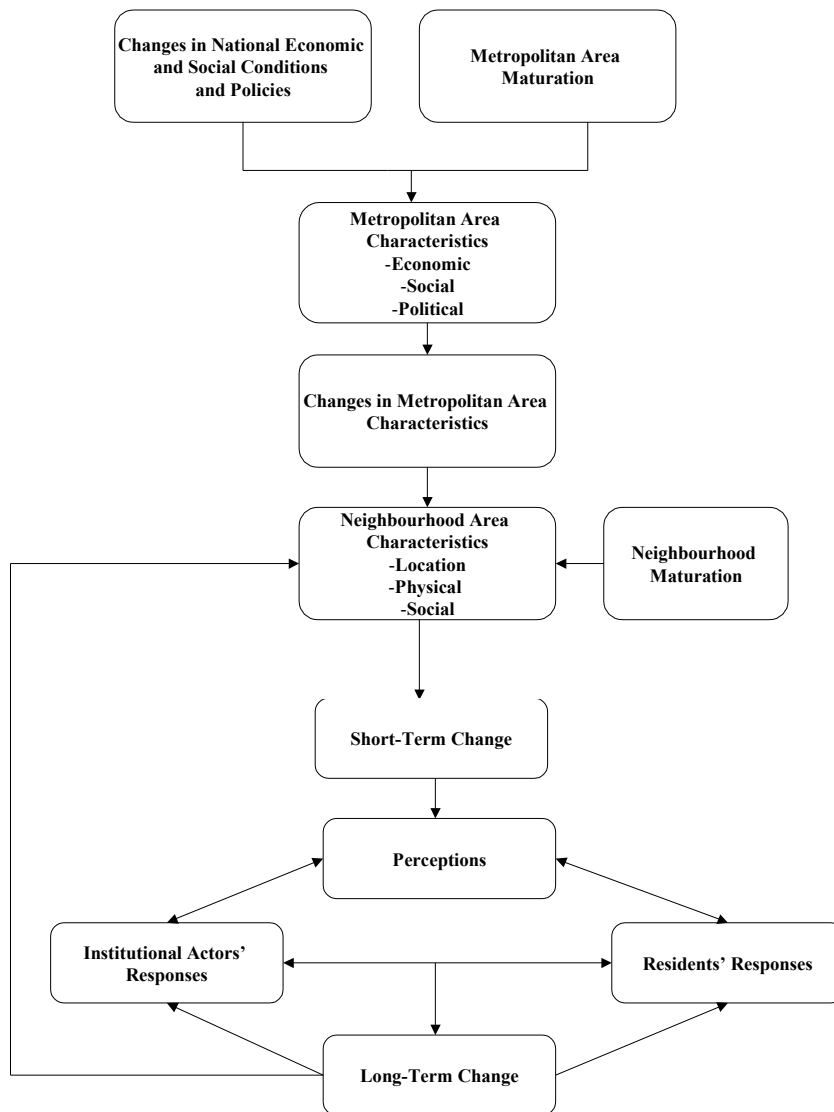 Changes in National Economic
and Social Conditions
and Policies
Metropolitan Area
Maturation
Metropolitan Area
Characteristics
-Economic
-Social
-Political
Changes in Metropolitan Area
Characteristics
Neighbourhood Area
Characteristics
-Location
-Physical
-Social
Neighbourhood
Maturation
Short-Term Change
Perceptions
Institutional Actors’
Responses
Residents’ Responses
Long-Term Change